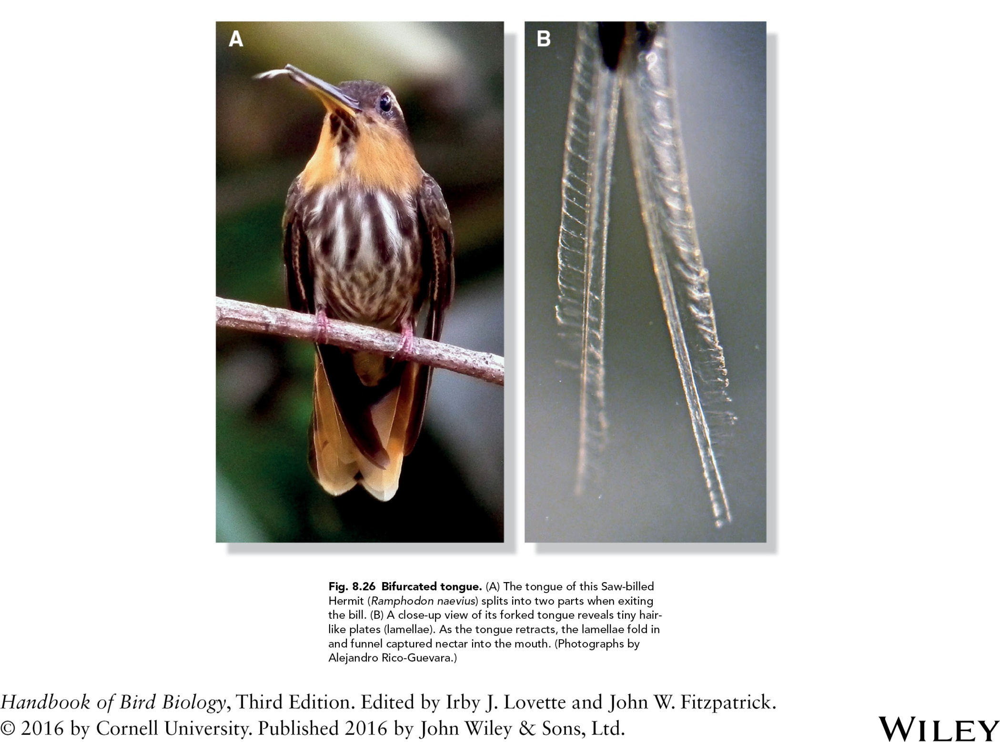 A
B
Fig. 8.26 Bifurcated tongue. (A) The tongue of this Saw-billed
Hermit (Ramphodon naevius) splits into two parts when exiting
the bill. (B) A close-up view of its forked tongue reveals tiny hair-
like plates (lamellae). As the tongue retracts, the lamellae fold in
and funnel captured nectar into the mouth. (Photographs by
Alejandro Rico-Guevara.)
Handbook of Bird Biology, Third Edition. Edited by Irby J. Lovette and John W. Fitzpatrick.
© 2016 by Cornell University. Published 2016 by John Wiley & Sons, Ltd.
WILEY